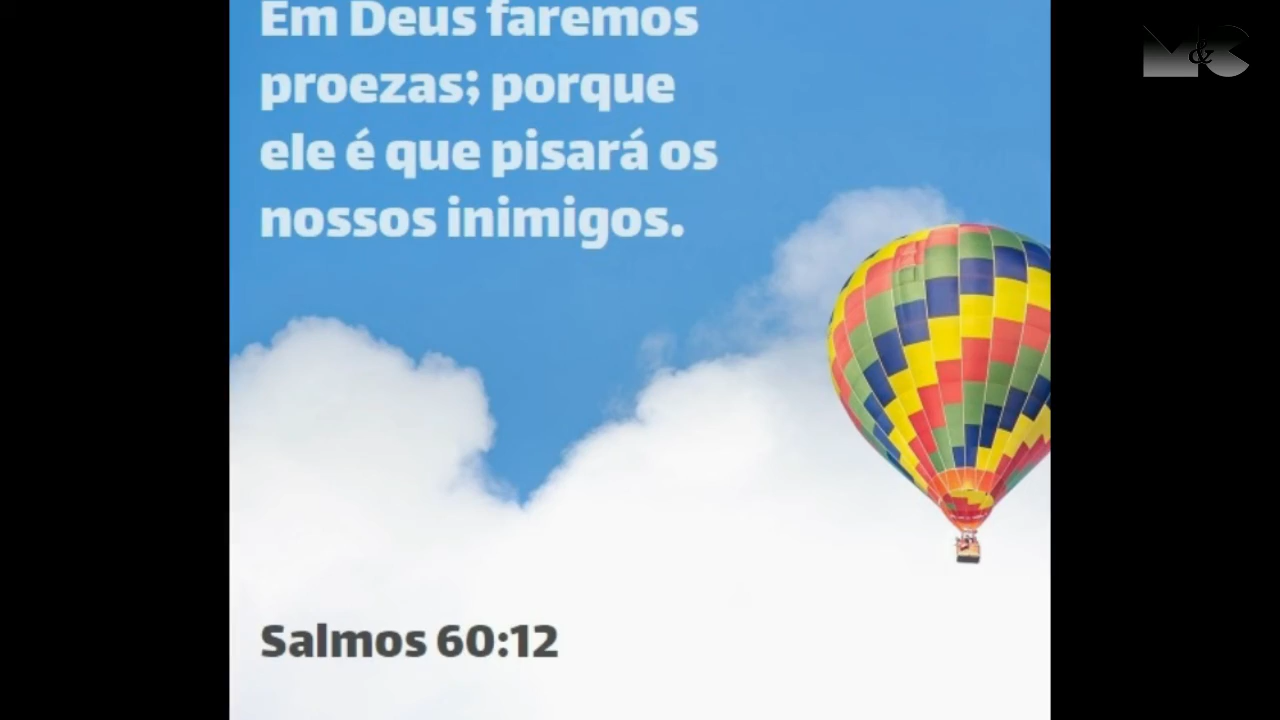 Em Deus faremos
proezas; porque
ele é que pisará os
nossos inimigos.
Salmos 60:12